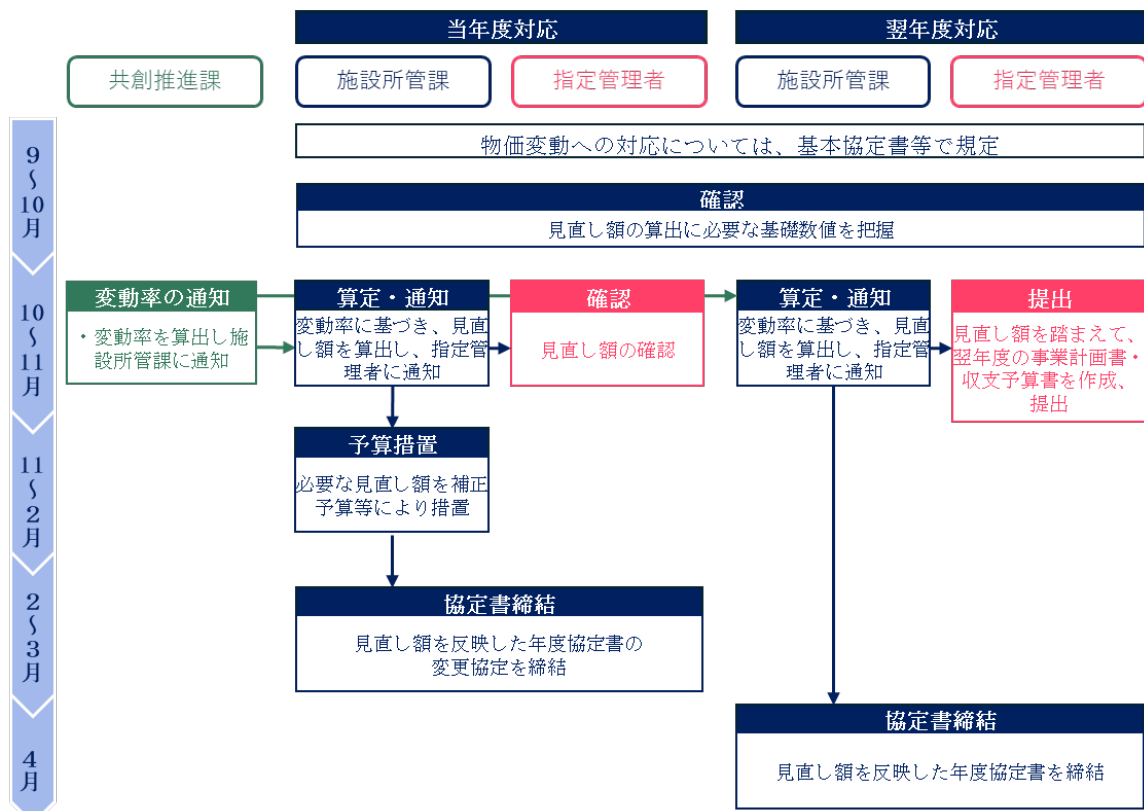 当年度対応
翌年度対応
共創推進課
施設所管課
指定管理者
施設所管課
指定管理者
9～10月
物価変動への対応については、基本協定書等で規定
確認
見直し額の算出に必要な基礎数値を把握
10～11月
変動率の通知
・変動率を算出し施
設所管課に通知
算定・通知
変動率に基づき、見直
し額を算出し、指定管
理者に通知
確認
見直し額の確認
算定・通知
変動率に基づき、見直
し額を算出し、指定管
理者に通知
提出
見直し額を踏まえて、
翌年度の事業計画書・
収支予算書を作成、
提出
11～2月
予算措置
必要な見直し額を補正
予算等により措置
2～3月
協定書締結
見直し額を反映した年度協定書の
変更協定を締結
4月
協定書締結
見直し額を反映した年度協定書を締結